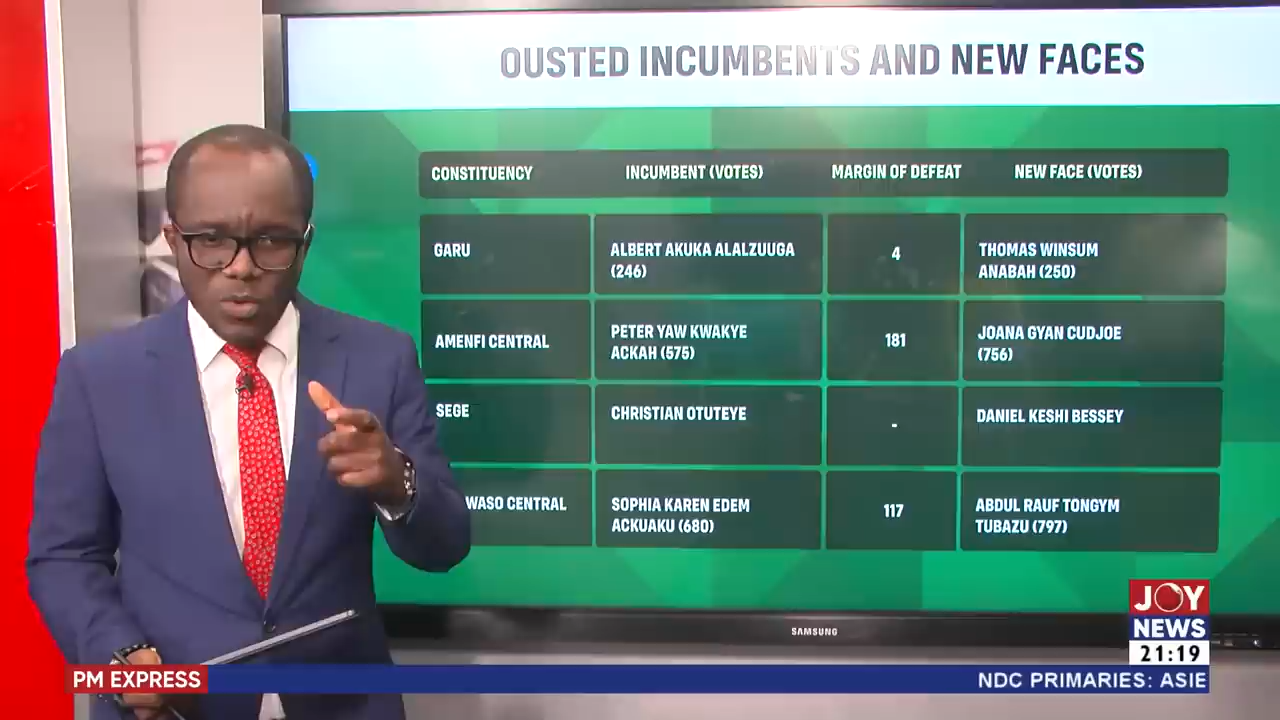 OUSTED INCUMBENTS AND NEW FACES
CONSTITUENCY INCUMBENT (VOTES) MARGIN OF DEFEAT NEW FACE (VOTES)
GARU
ALBERT AKUKA ALALZUUGA
(246)
4
THOMAS WINSUM
ANABAH (250)
AMENFI CENTRAL
PETER YAW KWAKYE
ACKAH (575)
181
JOANA GYAN CUDJOE
(756)
SEGE
CHRISTIAN OTUTEYE
-
DANIEL KESHI BESSEY
WASO CENTRAL
SOPHIA KAREN EDEM
ACKUAKU (680)
117
ABDUL RAUF TONGYM
TUBAZU (797)
SAMSUNG
JOY
NEWS
21:19
PM EXPRESS
NDC PRIMARIES: ASIE